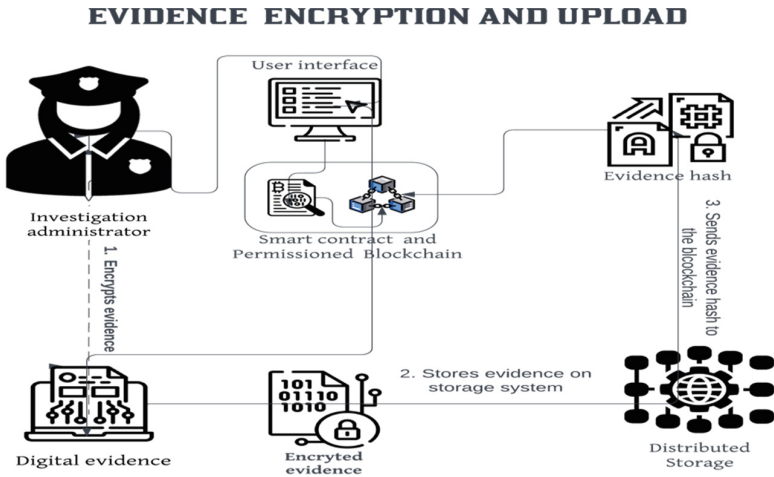 EVIDENCE ENCRYPTION AND UPLOAD
User interface
Evidence hash
Investigation
administrator
Smart contract and
Permissioned Blockchain
1. Encrypts evidence
3. Sends evidence hash to
the blcockchain
2. Stores evidence on
storage system
101
01110
1010
Digital evidence
Encryted
evidence
Distributed
Storage